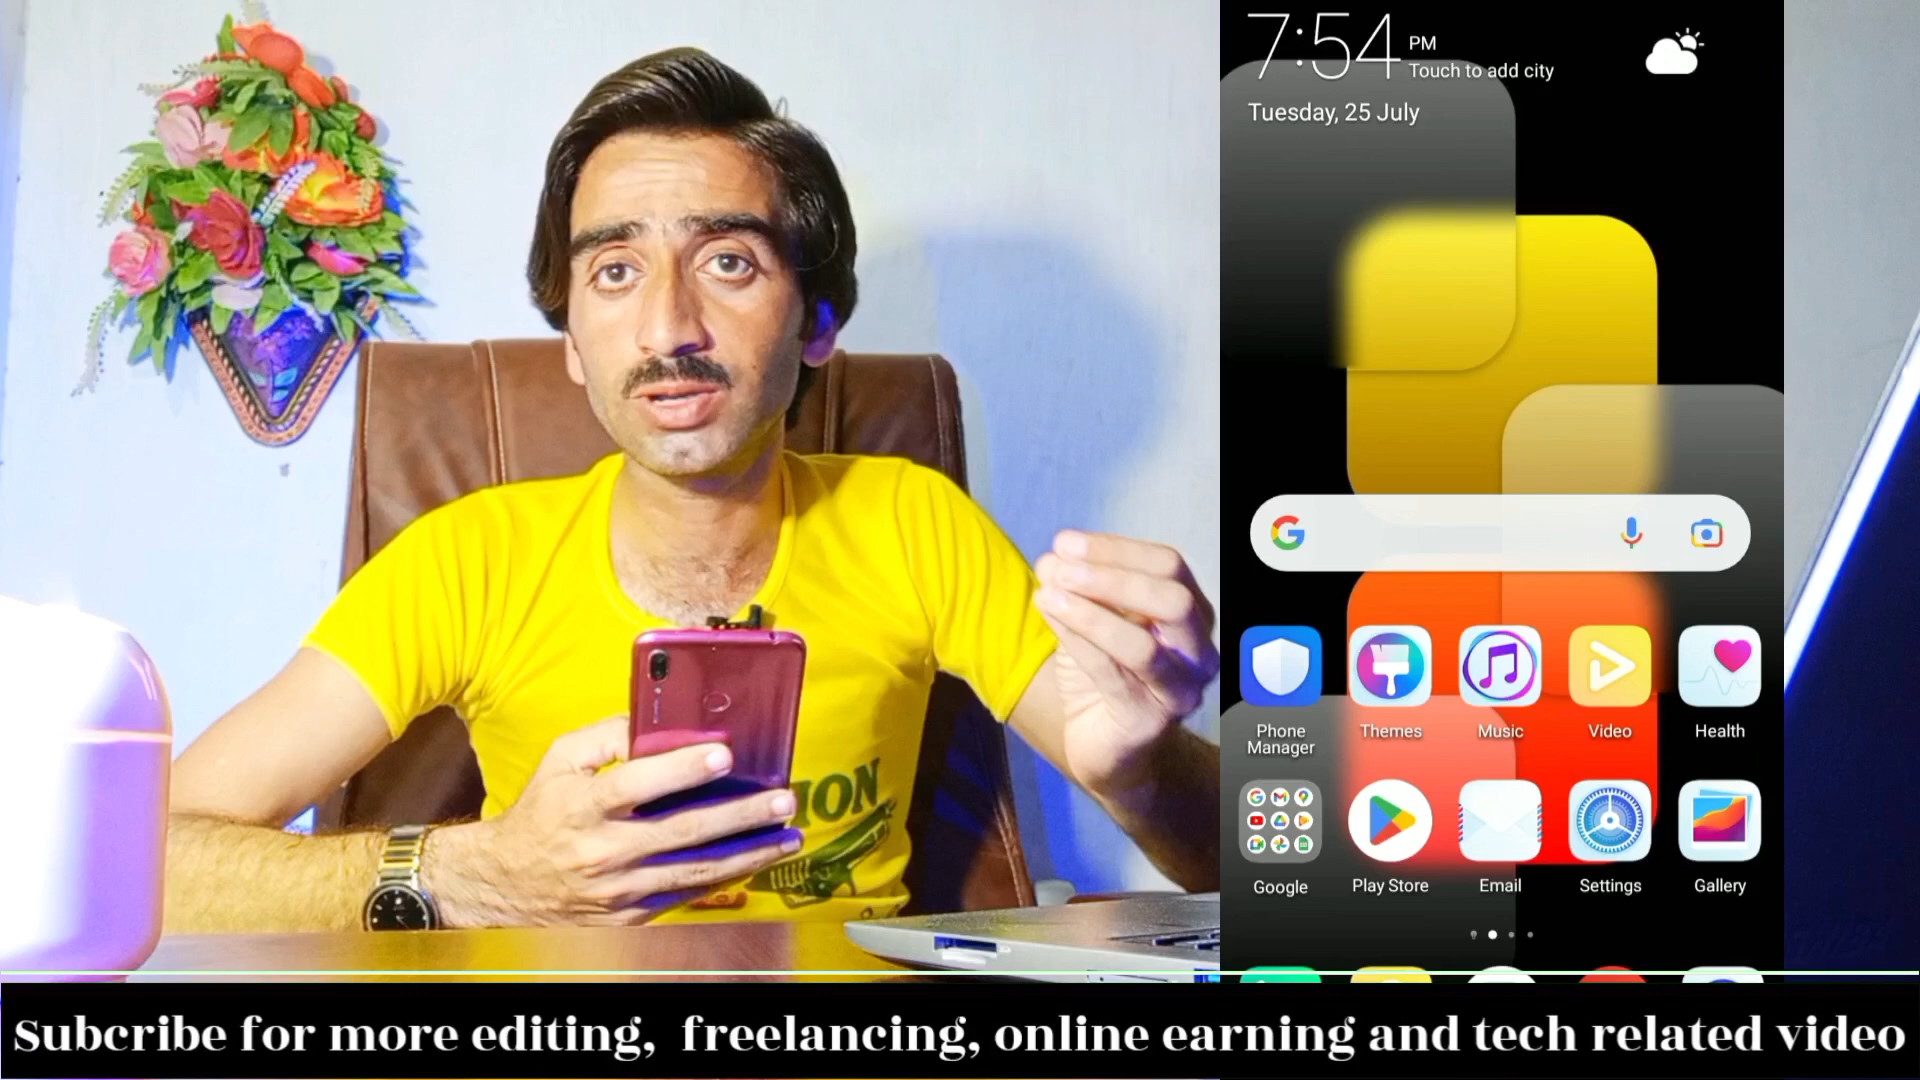 7:54
PM
Touch to add city
Tuesday, 25 July
Phone Manager
Themes
Music
Video
Health
Google
Play Store
Email
Settings
Gallery
ION
Subcribe for more editing, freelancing, online earning and tech related video